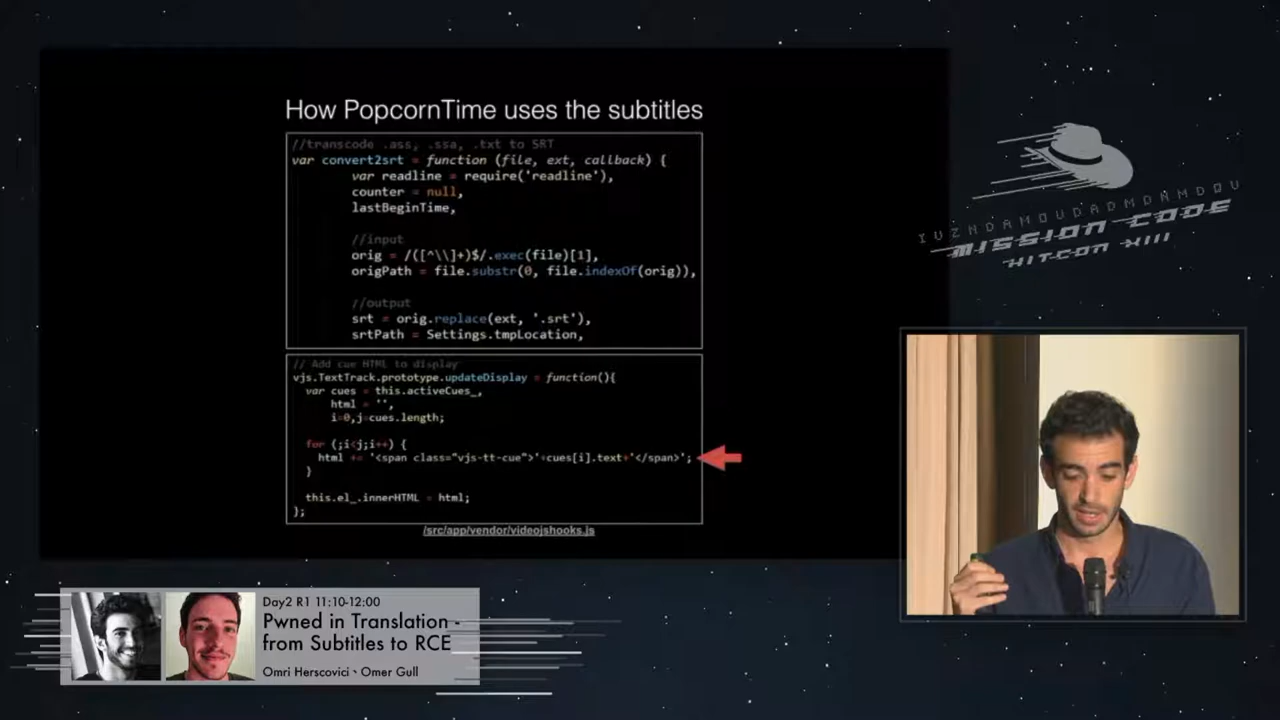 How PopcornTime uses the subtitles
//transcode .ass, .ssa, .txt to SRT
var convert2srt = function (file, ext, callback) {
var readline = require('readline'),
counter = null,
lastBeginTime,
//input
orig = /([^\\]+)$/.exec(file)[1],
origPath = file.substr(0, file.indexOf(orig)),
//output
srt = orig.replace(ext, '.srt'),
srtPath = Settings.tmpLocation,
// Add cue HTML to display
vjs.TextTrack.prototype.updateDisplay = function(){
var cues = this.activeCues_,
html = '',
i=0,j=cues.length;
for (;i<j;i++) {
html += '<span class="vjs-tt-cue">'+cues[i].text+'</span>';
}
this.el_.innerHTML = html;
};
/src/app/vendor/videojshooks.js
MISSION CODE
HITCON XIII
Day2 R1 11:10-12:00
Pwned in Translation -
from Subtitles to RCE
Omri Herscovici、Omer Gull